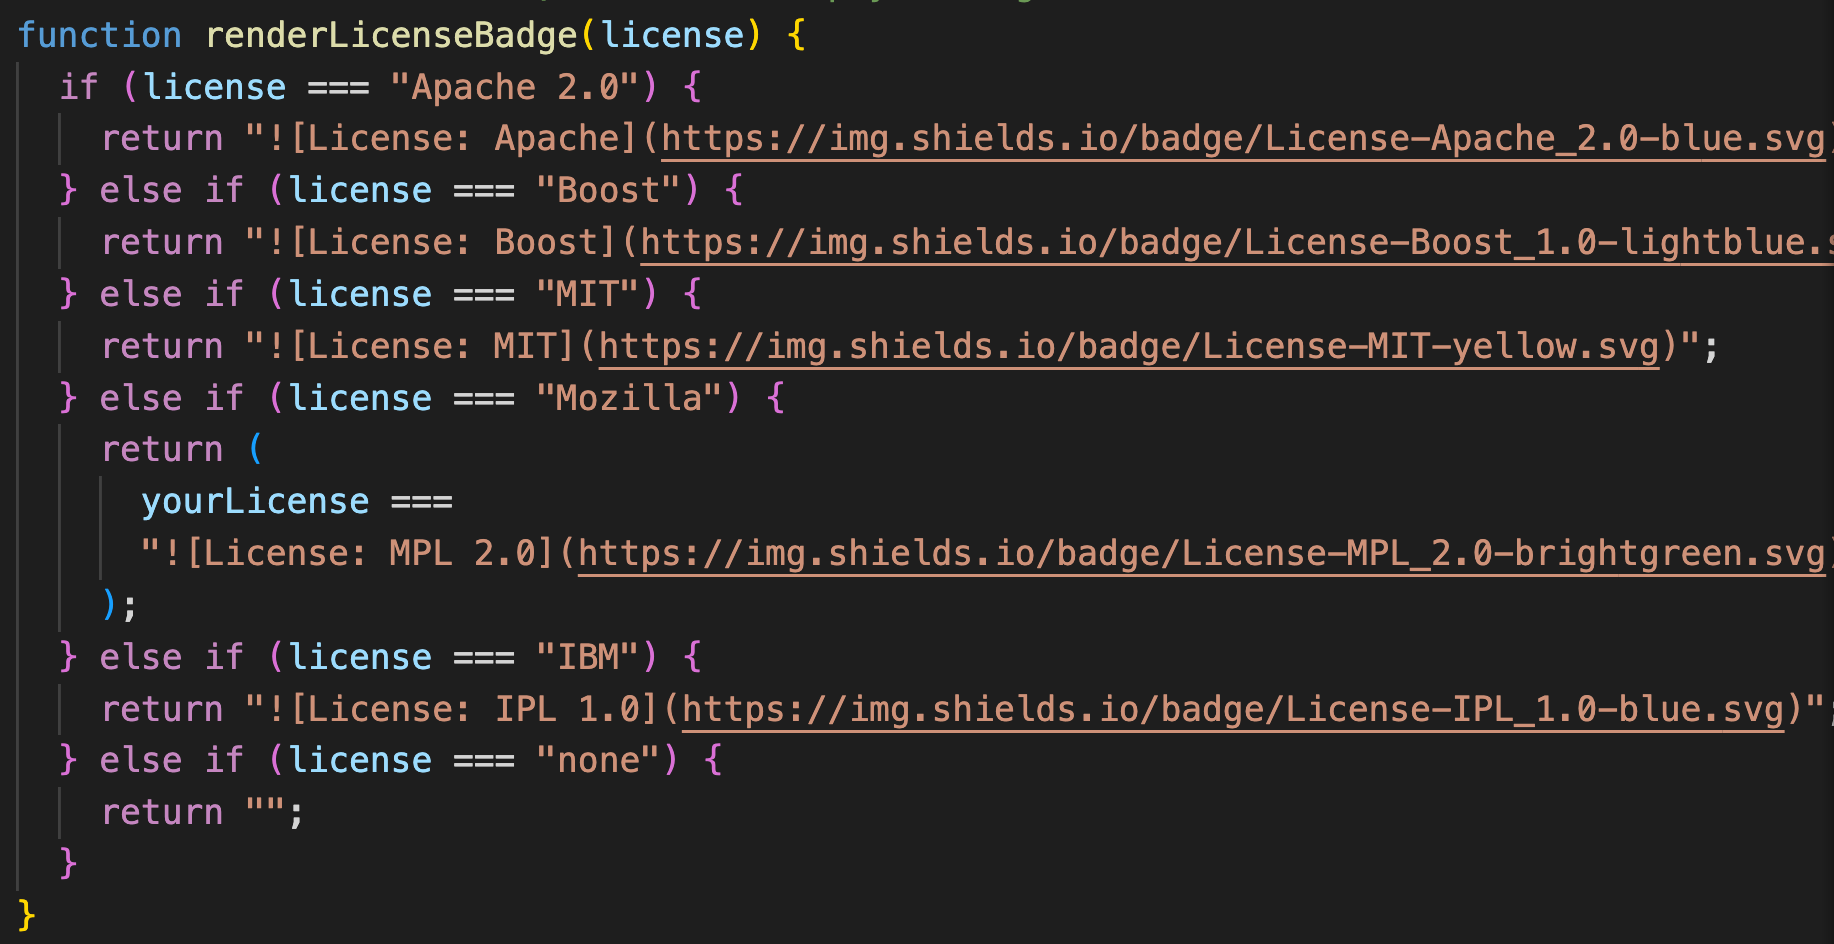 function renderLicenseBadge(license) {
if (license === "Apache 2.0") {
return "![License: Apache](https://img.shields.io/badge/License-Apache_2.0-blue.svg)
} else if (license === "Boost") {
return "![License: Boost](https://img.shields.io/badge/License-Boost_1.0-lightblue.s
} else if (license === "MIT") {
return "![License: MIT](https://img.shields.io/badge/License-MIT-yellow.svg)";
} else if (license === "Mozilla") {
return (
yourLicense ===
"![License: MPL 2.0](https://img.shields.io/badge/License-MPL_2.0-brightgreen.svg)
);
} else if (license === "IBM") {
return "![License: IPL 1.0](https://img.shields.io/badge/License-IPL_1.0-blue.svg)";
} else if (license === "none") {
return "";
}
}